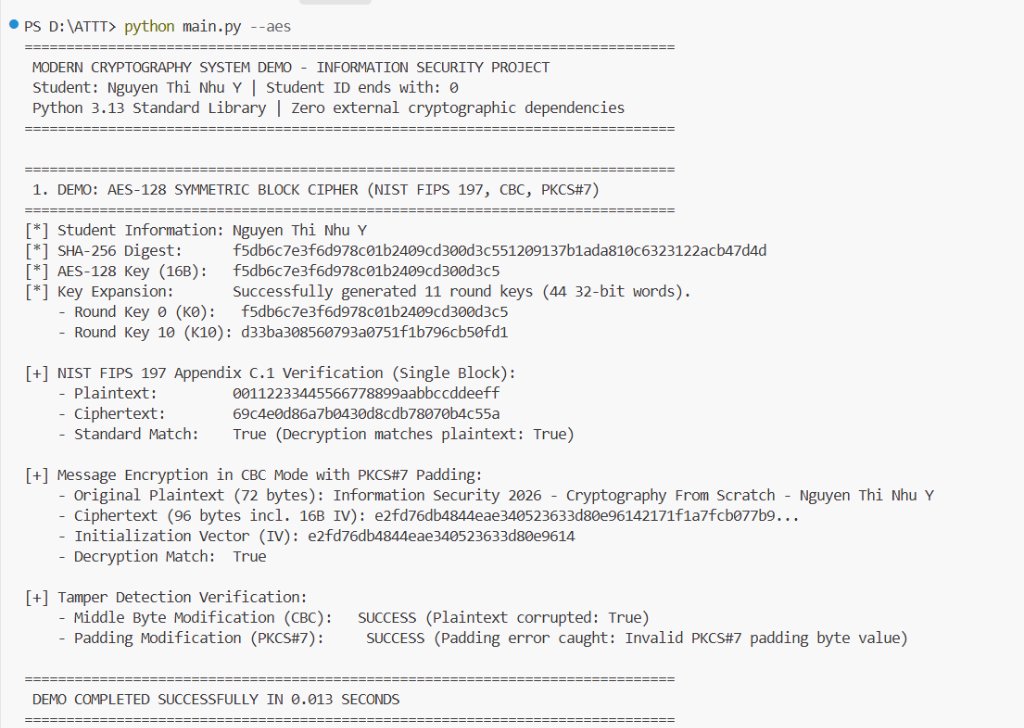 PS D:\ATTT> python main.py --aes
==============================================================================
MODERN CRYPTOGRAPHY SYSTEM DEMO - INFORMATION SECURITY PROJECT
Student: Nguyen Thi Nhu Y | Student ID ends with: 0
Python 3.13 Standard Library | Zero external cryptographic dependencies
==============================================================================
==============================================================================
1. DEMO: AES-128 SYMMETRIC BLOCK CIPHER (NIST FIPS 197, CBC, PKCS#7)
==============================================================================
[*] Student Information: Nguyen Thi Nhu Y
[*] SHA-256 Digest: f5db6c7e3f6d978c01b2409cd300d3c551209137b1ada810c6323122acb47d4d
[*] AES-128 Key (16B): f5db6c7e3f6d978c01b2409cd300d3c5
[*] Key Expansion: Successfully generated 11 round keys (44 32-bit words).
- Round Key 0 (K0): f5db6c7e3f6d978c01b2409cd300d3c5
- Round Key 10 (K10): d33ba308560793a0751f1b796cb50fd1
[+] NIST FIPS 197 Appendix C.1 Verification (Single Block):
- Plaintext: 00112233445566778899aabbccddeeff
- Ciphertext: 69c4e0d86a7b0430d8cdb78070b4c55a
- Standard Match: True (Decryption matches plaintext: True)
[+] Message Encryption in CBC Mode with PKCS#7 Padding:
- Original Plaintext (72 bytes): Information Security 2026 - Cryptography From Scratch - Nguyen Thi Nhu Y
- Ciphertext (96 bytes incl. 16B IV): e2fd76db4844eae340523633d80e96142171f1a7fcb077b9...
- Initialization Vector (IV): e2fd76db4844eae340523633d80e9614
- Decryption Match: True
[+] Tamper Detection Verification:
- Middle Byte Modification (CBC): SUCCESS (Plaintext corrupted: True)
- Padding Modification (PKCS#7): SUCCESS (Padding error caught: Invalid PKCS#7 padding byte value)
==============================================================================
DEMO COMPLETED SUCCESSFULLY IN 0.013 SECONDS
==============================================================================